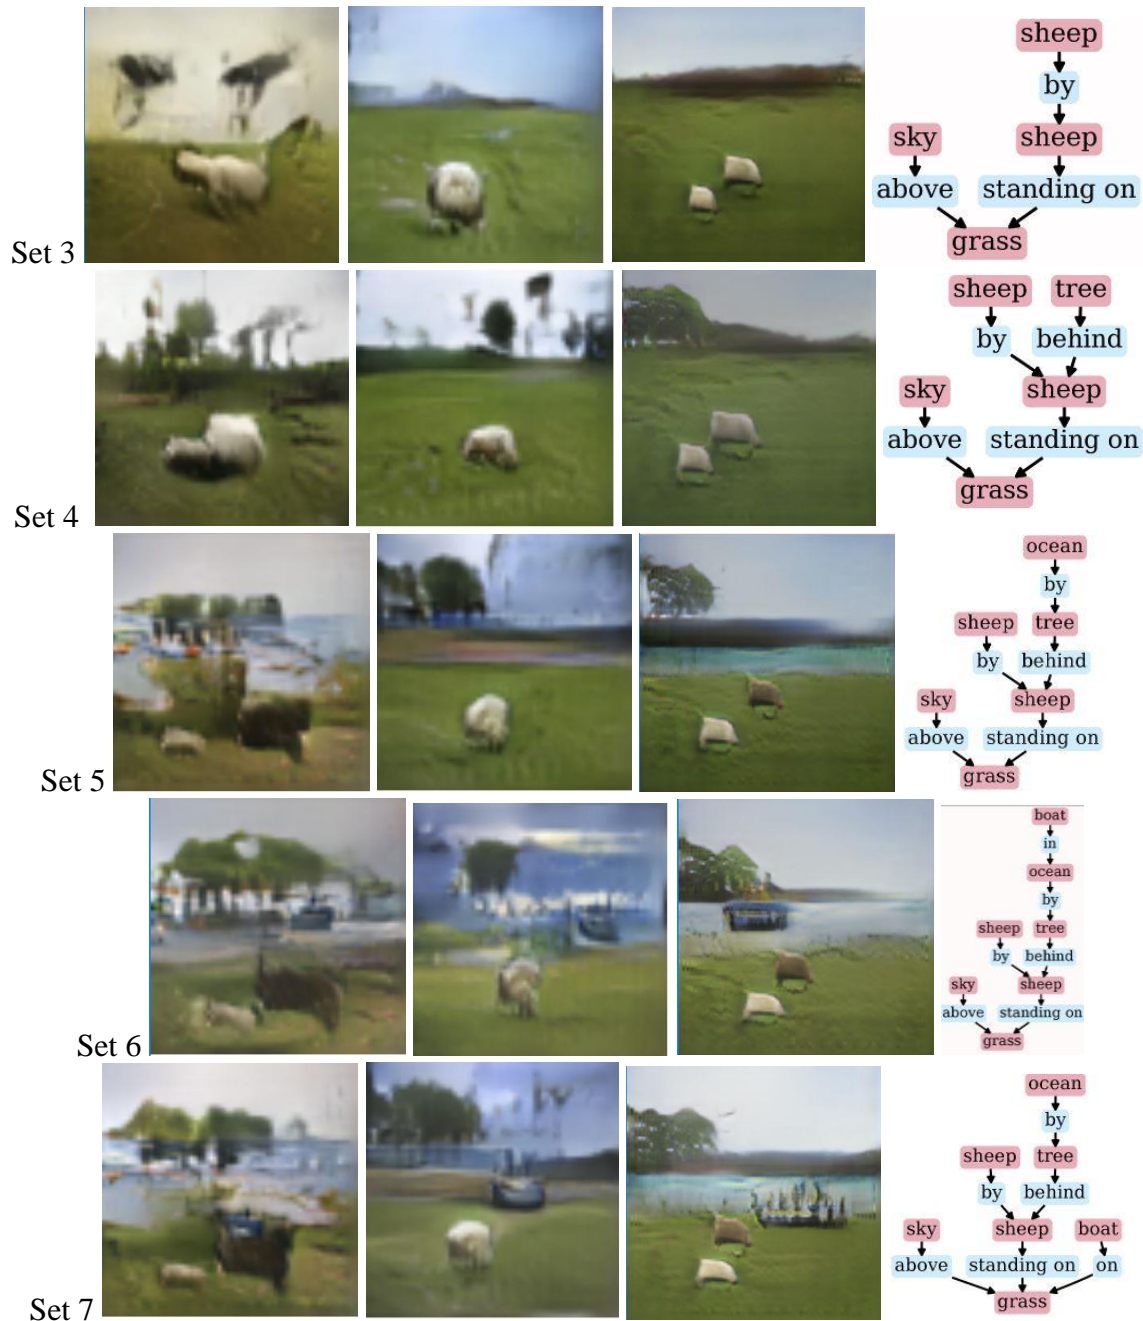 sheep
by
sky sheep
above standing on
Set 3 grass
sheep tree
by behind
sky sheep
above standing on
grass
Set 4
ocean
by
sheep tree
by behind
sky sheep
above standing on
Set 5 grass
boat
in
ocean
by
sheep tree
by behind
sky sheep
above standing on
Set 6 grass
ocean
by
sheep tree
by behind
sky sheep boat
above standing on on
Set 7 grass